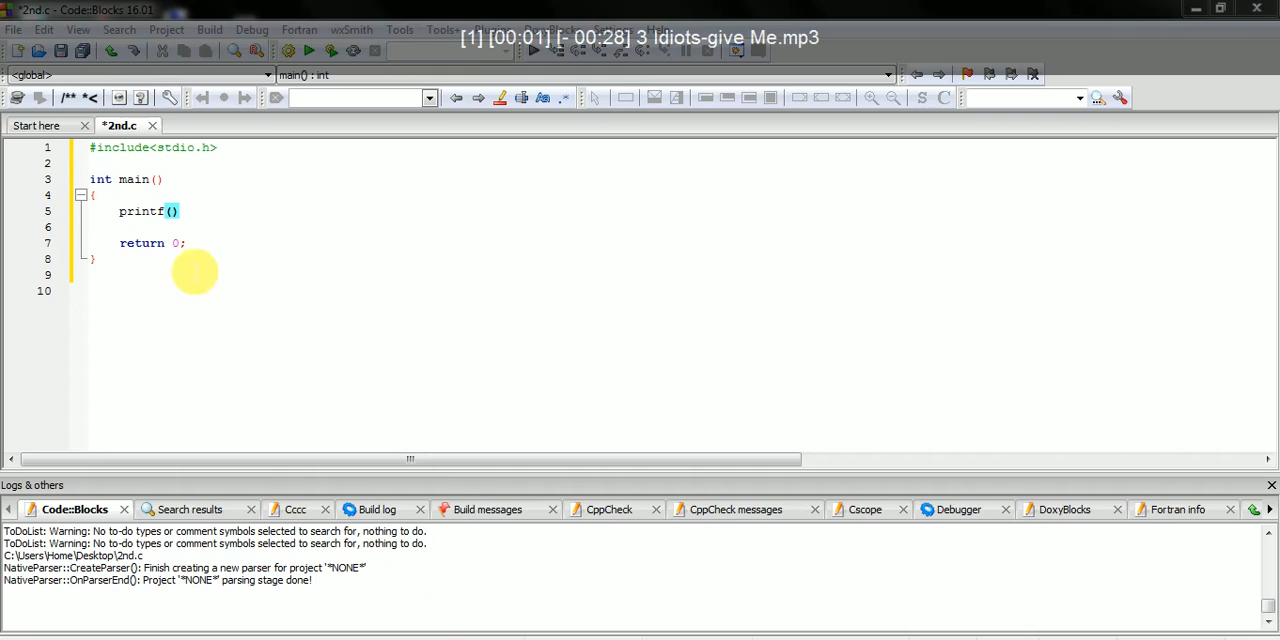 *2nd.c - Code::Blocks 16.01
File Edit View Search Project Build Debug Fortran wxSmith Tools Tools+ DoxyBlocks Settings
[1] [00:01] [- 00:28] 3 Idiots-give Me.mp3
<global> main() : int
/** *< Aa .* S C
Start here *2nd.c
1 #include<stdio.h>
2
3 int main()
4 {
5 printf()
6
7 return 0;
8 }
9
10
Logs & others
Code::Blocks Search results Cccc Build log Build messages CppCheck CppCheck messages Cscope Debugger DoxyBlocks Fortran info
ToDoList: Warning: No to-do types or comment symbols selected to search for, nothing to do.
ToDoList: Warning: No to-do types or comment symbols selected to search for, nothing to do.
C:\Users\Home\Desktop\2nd.c
NativeParser::CreateParser(): Finish creating a new parser for project '*NONE*'
NativeParser::OnParserEnd(): Project '*NONE*' parsing stage done!